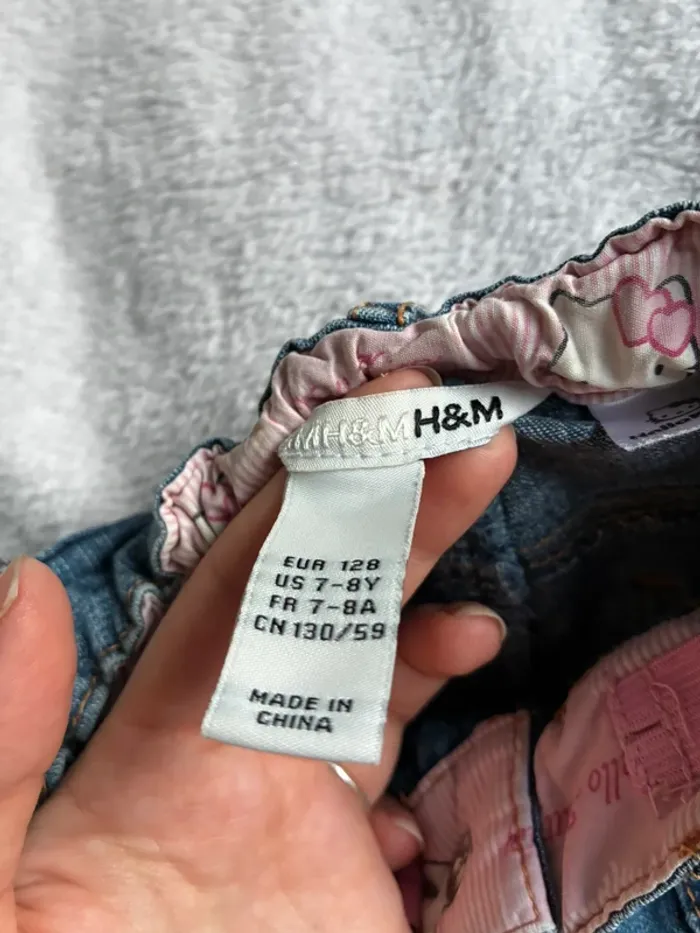 H&M H&M
EUR 128
US 7-8Y
FR 7-8A
CN 130/59
MADE IN
CHINA